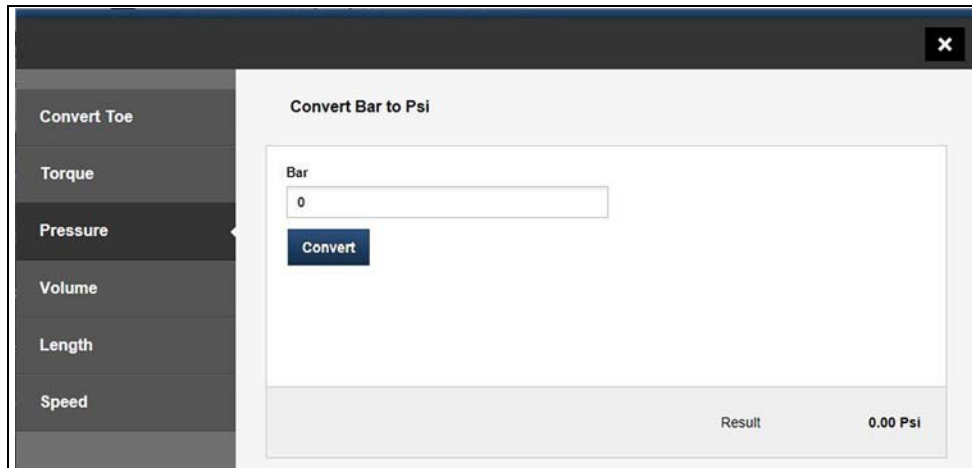 Convert Toe
Torque
Pressure
Volume
Length
Speed
Convert Bar to Psi
Bar
0
Convert
Result 0.00 Psi